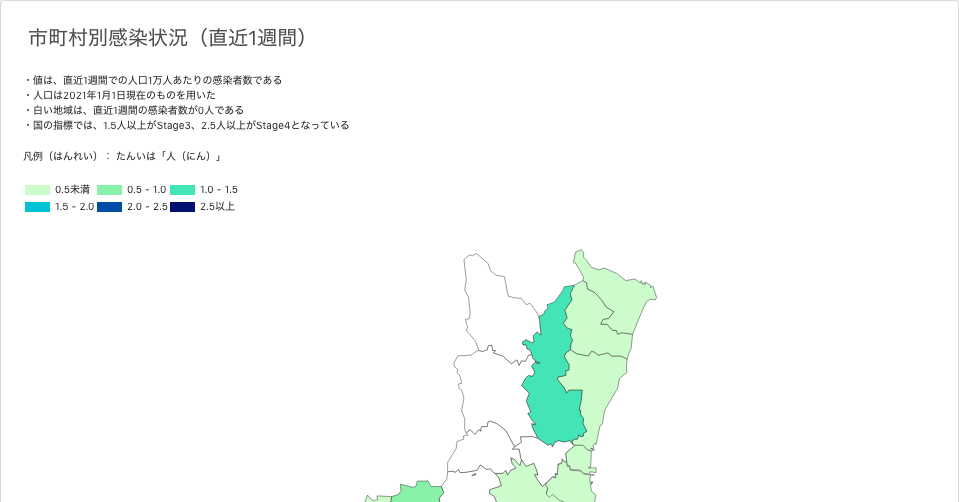 市町村別感染状況（直近1週間）
・値は、直近1週間での人口1万人あたりの感染者数である
・人口は2021年1月1日現在のものを用いた
・白い地域は、直近1週間の感染者数が0人である
・国の指標では、1.5人以上がStage3、2.5人以上がStage4となっている
凡例（はんれい）： たんいは「人（にん）」
0.5未満 0.5 - 1.0 1.0 - 1.5
1.5 - 2.0 2.0 - 2.5 2.5以上